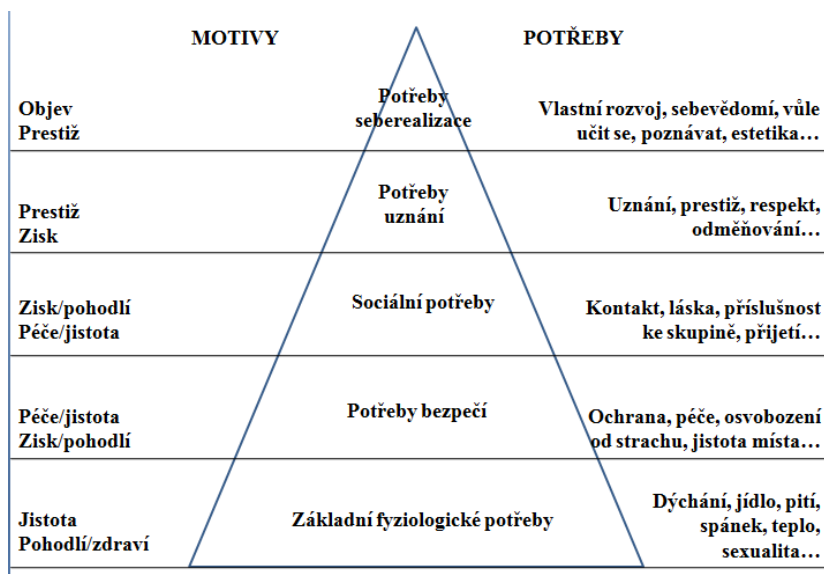 MOTIVY
POTŘEBY
Objev
Prestiž
Potřeby
seberealizace
Vlastní rozvoj, sebevědomí, vůle
učit se, poznávat, estetika…
Prestiž
Zisk
Potřeby
uznání
Uznání, prestiž, respekt,
odměňování…
Zisk/pohodlí
Péče/jistota
Sociální potřeby
Kontakt, láska, příslušnost
ke skupině, přijetí…
Péče/jistota
Zisk/pohodlí
Potřeby bezpečí
Ochrana, péče, osvobození
od strachu, jistota místa…
Jistota
Pohodlí/zdraví
Základní fyziologické potřeby
Dýchání, jídlo, pití,
spánek, teplo,
sexualita…